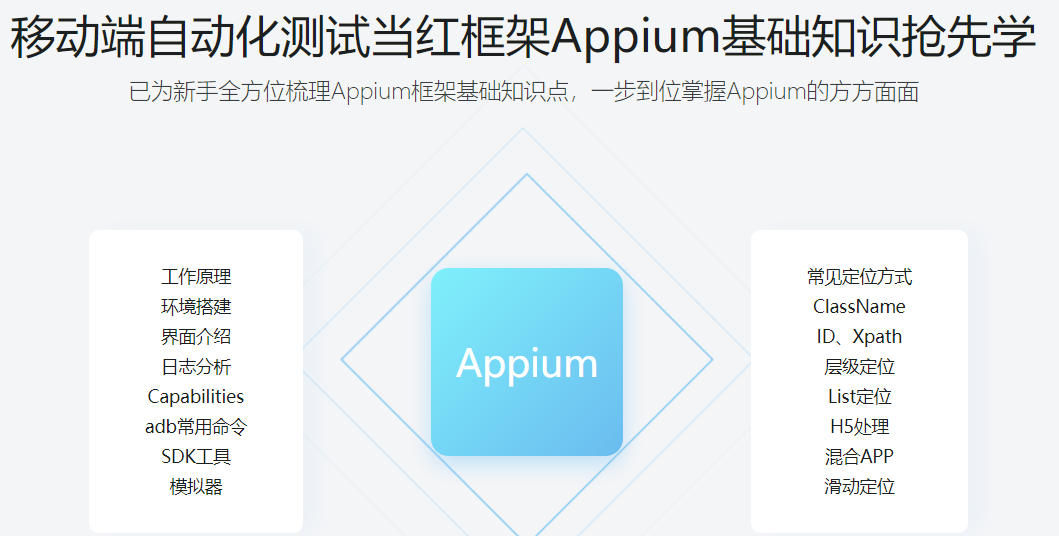 移动端自动化测试当红框架Appium基础知识抢先学
已为新手全方位梳理Appium框架基础知识点，一步到位掌握Appium的方方面面
工作原理
环境搭建
界面介绍
日志分析
Capabilities
adb常用命令
SDK工具
模拟器
Appium
常见定位方式
ClassName
ID、Xpath
层级定位
List定位
H5处理
混合APP
滑动定位